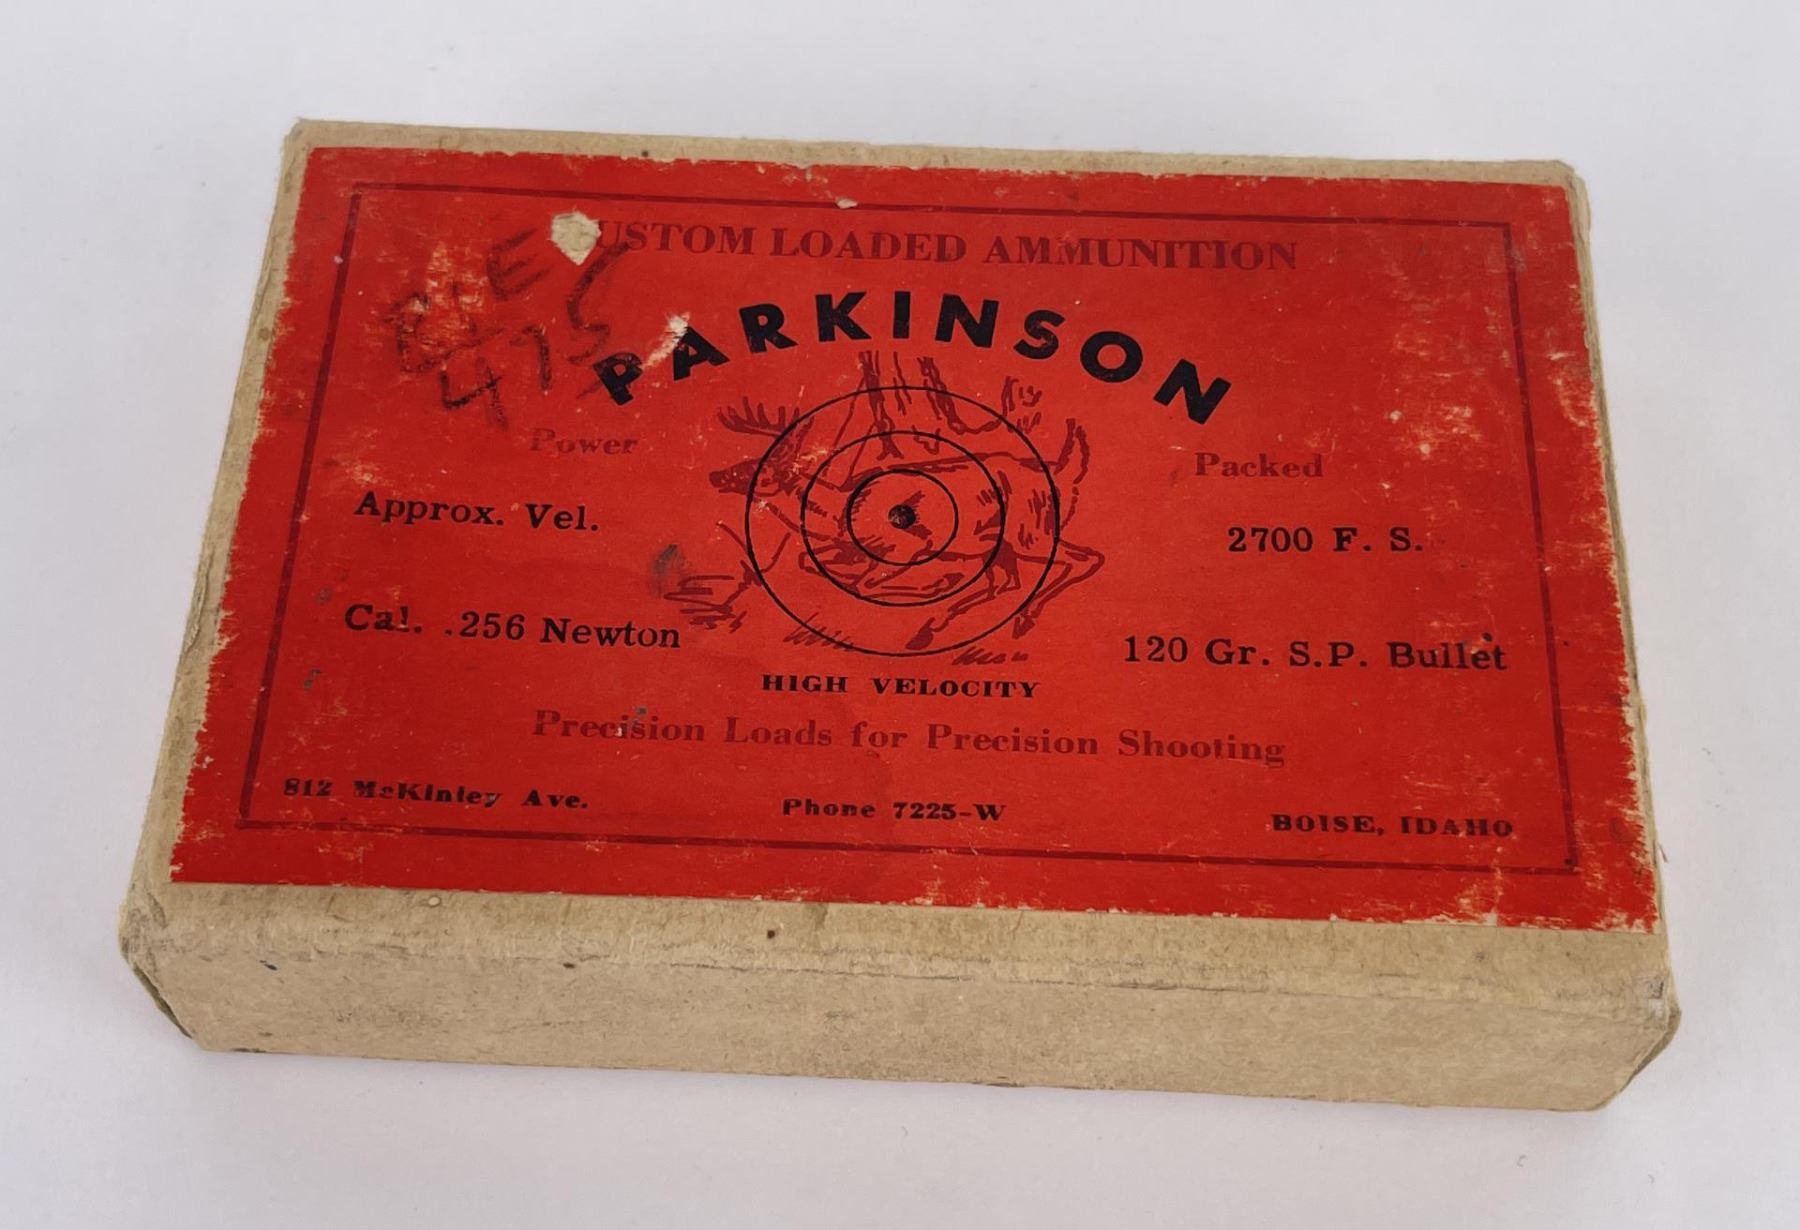 CUSTOM LOADED AMMUNITION
475
PARKINSON
Power
Packed
Approx. Vel.
2700 F. S.
Cal. .256 Newton
120 Gr. S.P. Bullet
HIGH VELOCITY
Precision Loads for Precision Shooting
812 McKinley Ave.
Phone 7225-W
BOISE, IDAHO